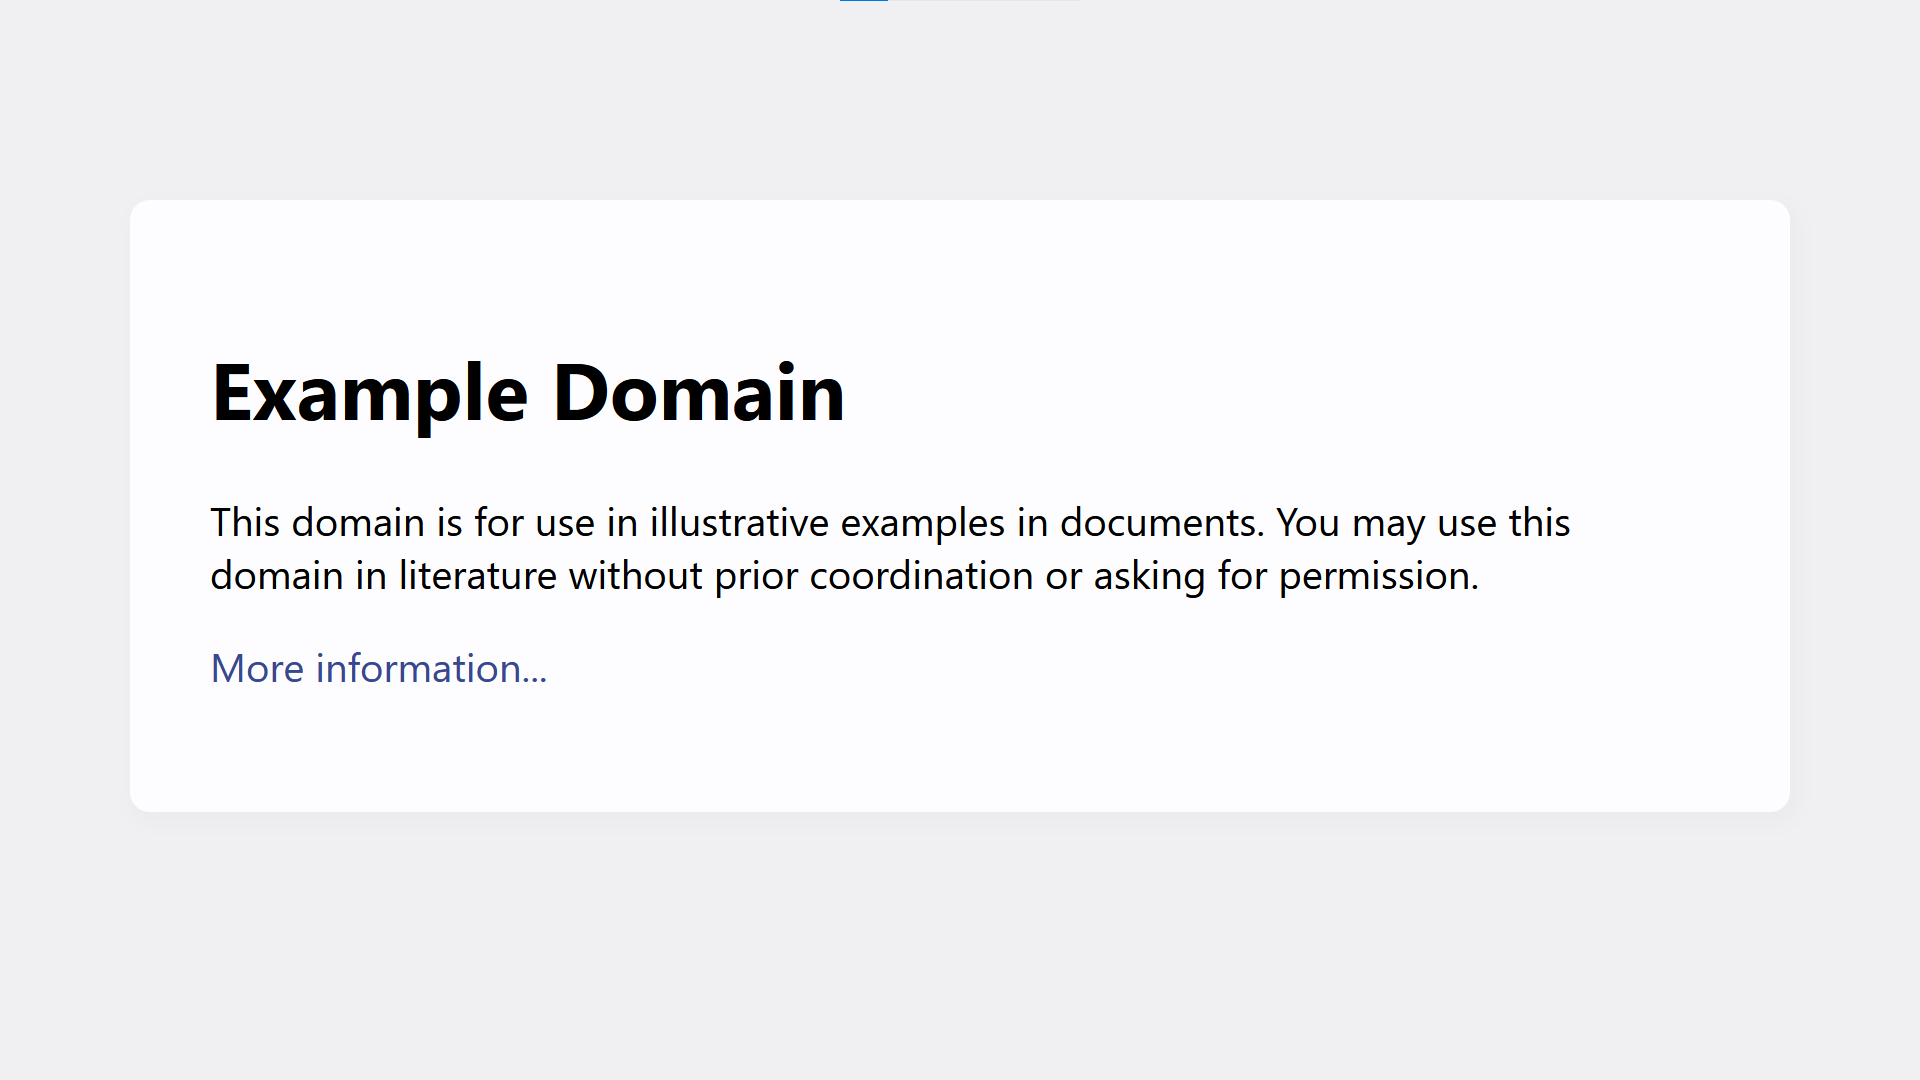 Example Domain
This domain is for use in illustrative examples in documents. You may use this
domain in literature without prior coordination or asking for permission.
More information...